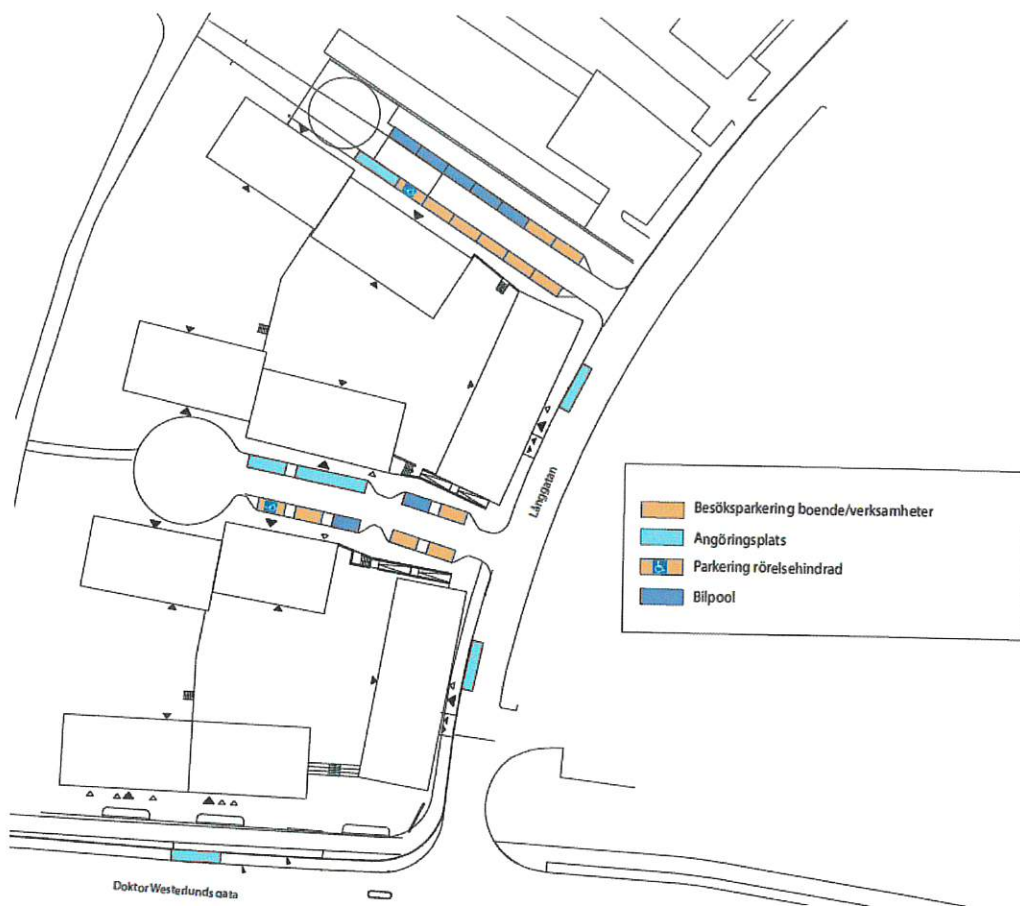 Långgatan
Besöksparkering boende/verksamheter
Angöringsplats
Parkering rörelsehindrad
Bilpool
Doktor Westerlunds gata